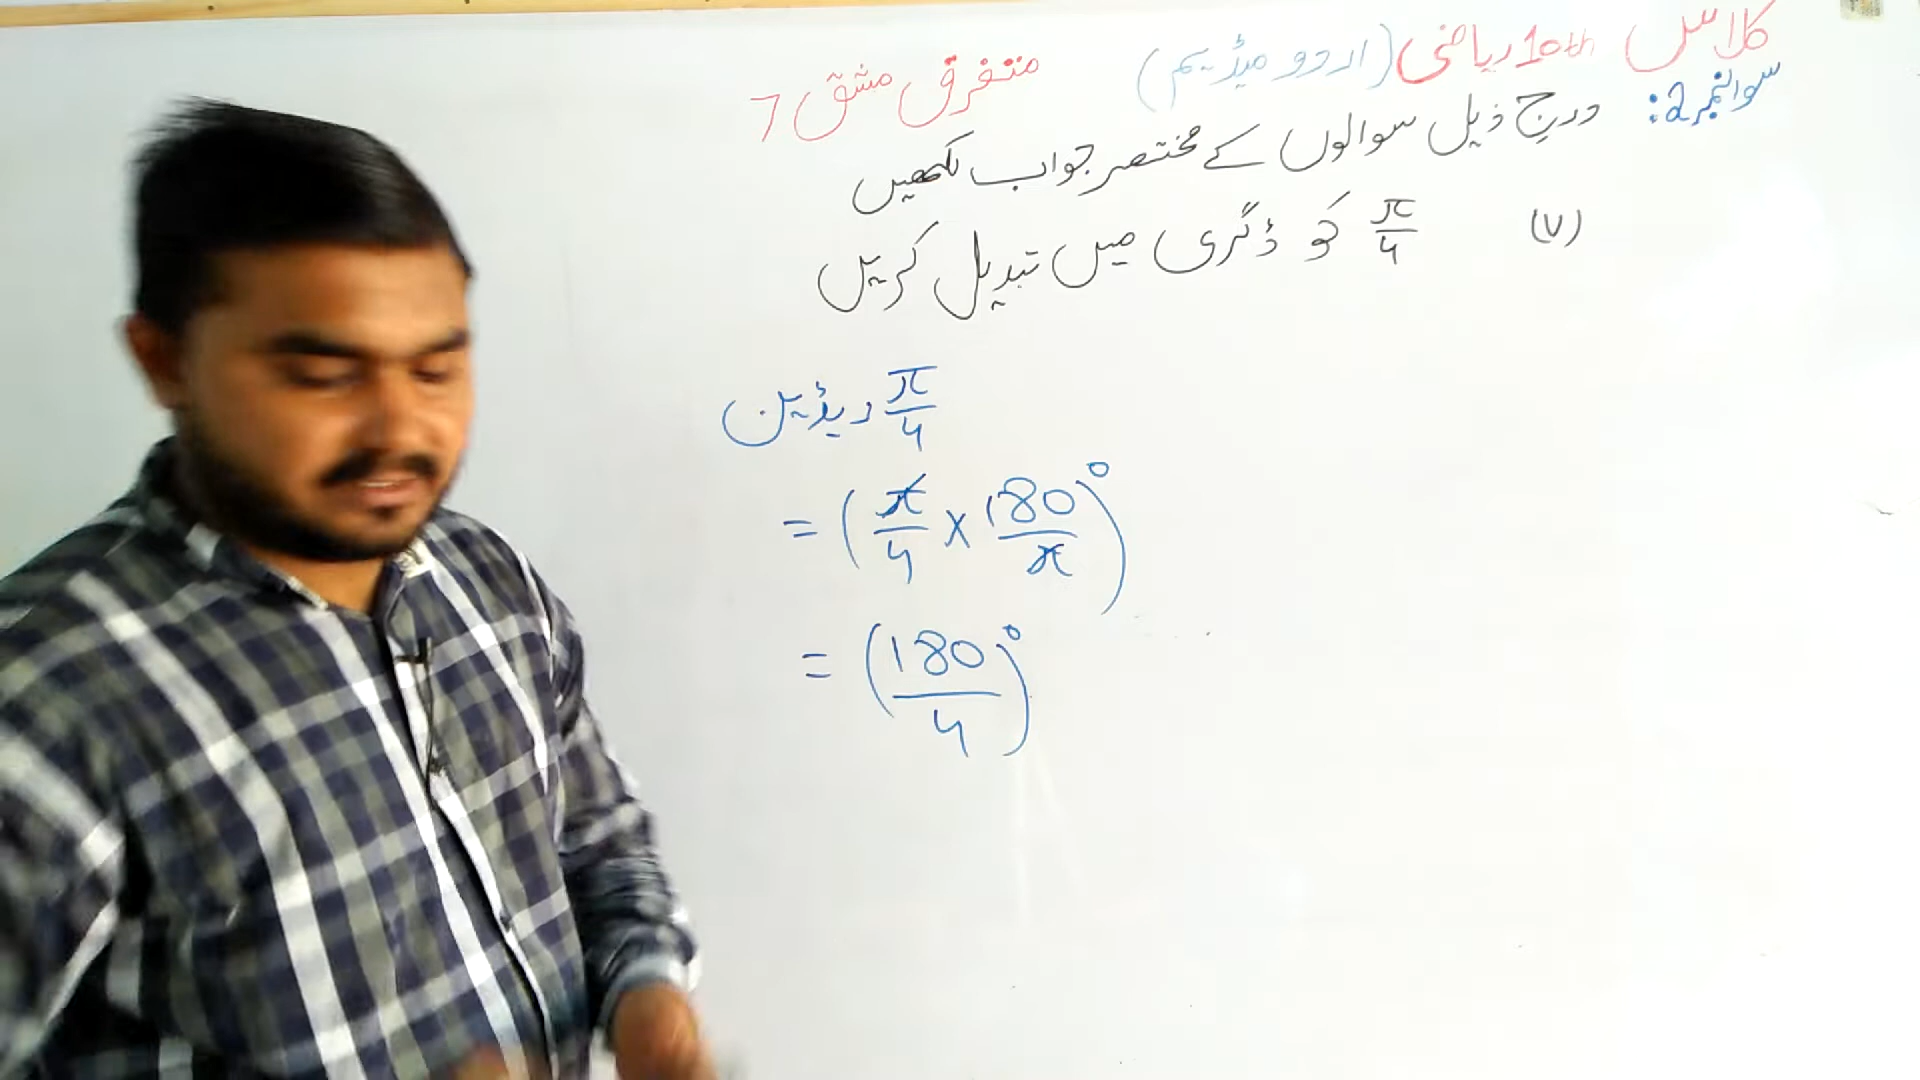 کلاس 10th ریاضی (اردو میڈیم) متفرق مشق 7
سوالنمبر2: درج ذیل سوالوں کے مختصر جواب لکھیں
(v) π/4 کو ڈگری میں تبدیل کریں
π/4 ریڈین
= (π/4 × 180/π)°
= (180/4)°